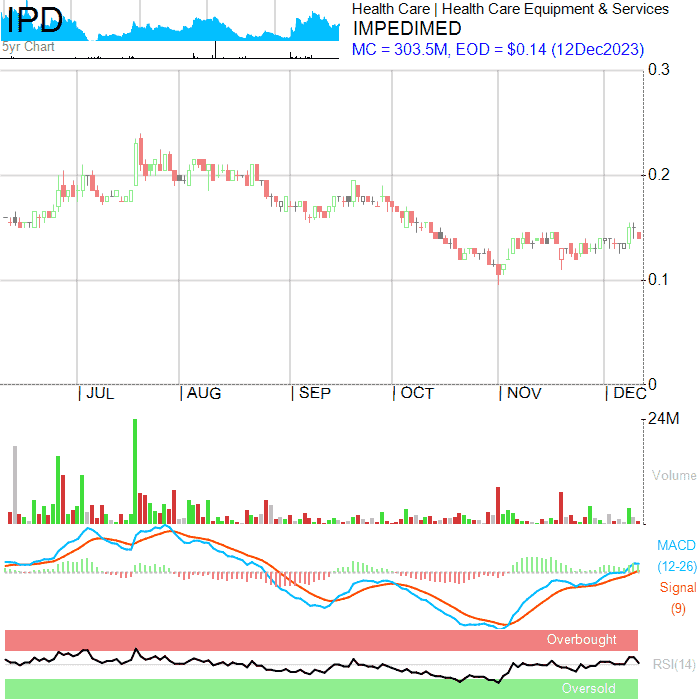 IPD
5yr Chart
Health Care | Health Care Equipment & Services
IMPEDIMED
MC = 303.5M, EOD = $0.14 (12Dec2023)
0.3
0.2
0.1
0
| JUL | AUG | SEP | OCT | NOV | DEC
24M
Volume
MACD
(12-26)
Signal
(9)
Overbought
RSI(14)
Oversold